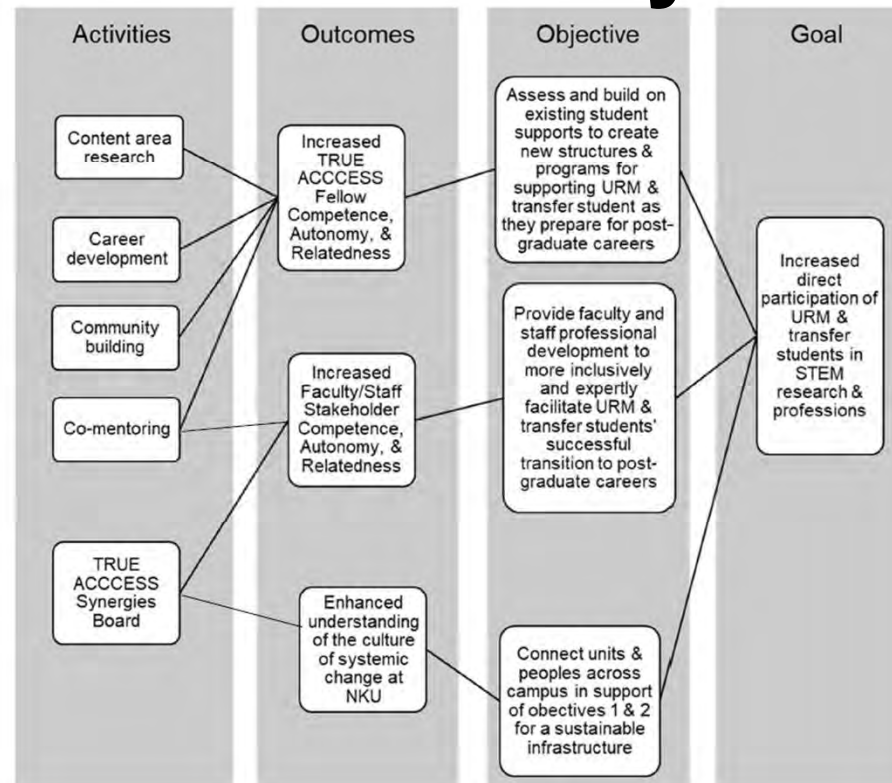 Activities
Outcomes
Objective
Goal
Content area
research
Career
development
Community
building
Co-mentoring
TRUE
ACCCESS
Synergies
Board
Increased
TRUE
ACCCESS
Fellow
Competence,
Autonomy, &
Relatedness
Increased
Faculty/Staff
Stakeholder
Competence,
Autonomy, &
Relatedness
Enhanced
understanding
of the culture
of systemic
change at
NKU
Assess and build on
existing student
supports to create
new structures &
programs for
supporting URM &
transfer student as
they prepare for post-
graduate careers
Provide faculty and
staff professional
development to
more inclusively
and expertly
facilitate URM &
transfer students'
successful
transition to post-
graduate careers
Connect units &
peoples across
campus in support
of obectives 1 & 2
for a sustainable
infrastructure
Increased
direct
participation of
URM &
transfer
students in
STEM
research &
professions